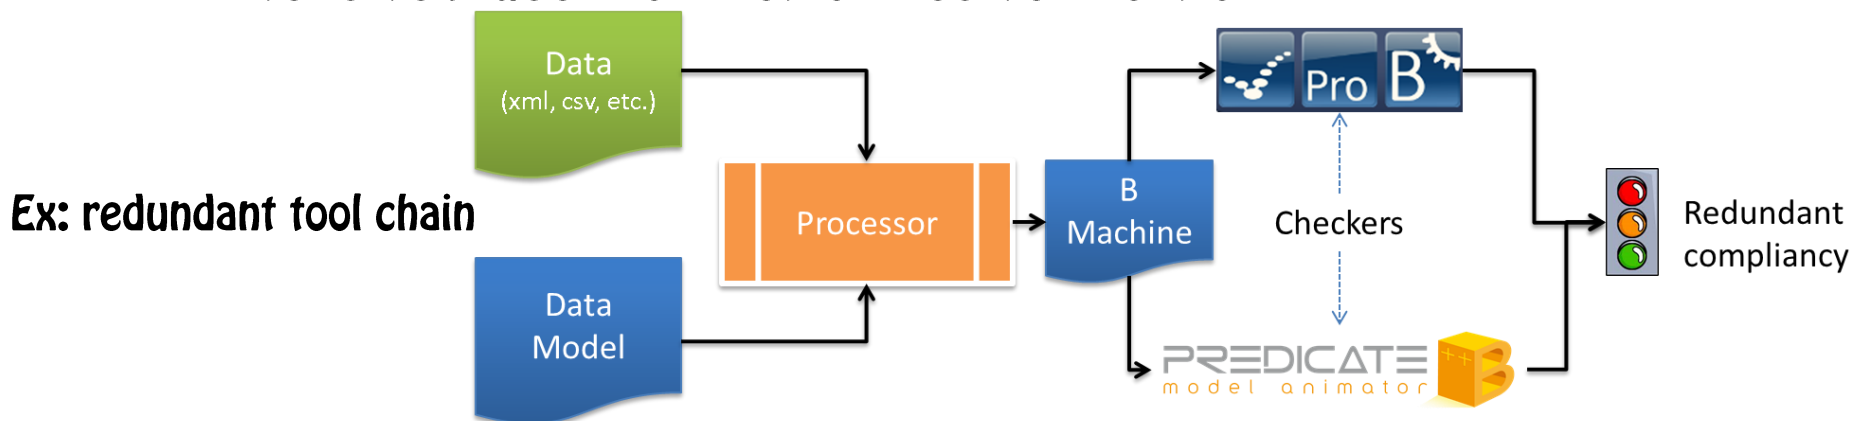 Data
(xml, csv, etc.)
Pro B
Ex: redundant tool chain
Processor
B
Machine
Checkers
Redundant
compliancy
Data
Model
PREDICATE
++B
model animator